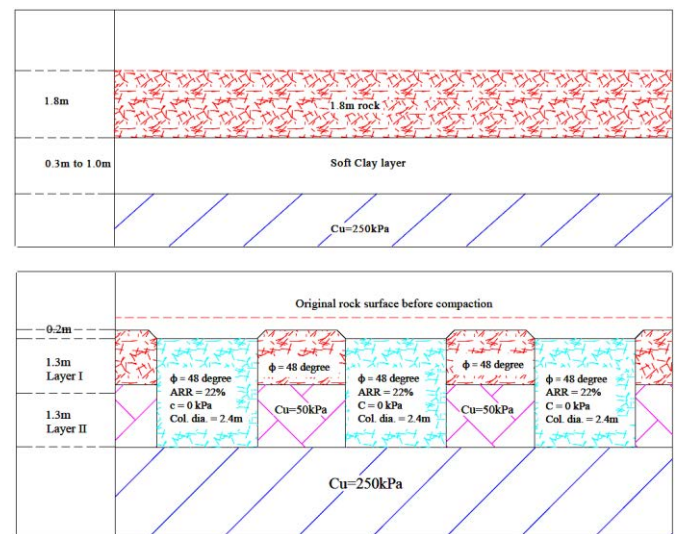 1.8m
1.8m rock
0.3m to 1.0m
Soft Clay layer
Cu=250kPa
Original rock surface before compaction
0.2m
1.3m
Layer I
ϕ = 48 degree
ARR = 22%
c = 0 kPa
Col. dia. = 2.4m
ϕ = 48 degree
ϕ = 48 degree
ARR = 22%
C = 0 kPa
Col. dia. = 2.4m
ϕ = 48 degree
ϕ = 48 degree
ARR = 22%
C = 0 kPa
Col. dia. = 2.4m
1.3m
Layer II
Cu=50kPa
Cu=50kPa
Cu=250kPa